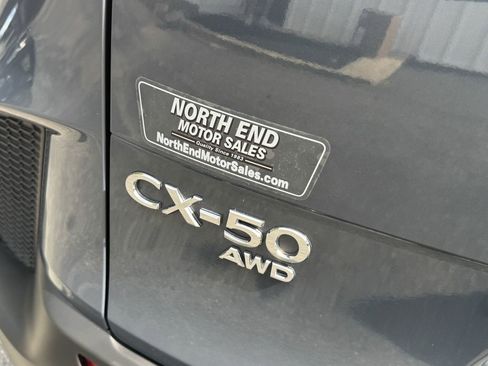 NORTH END
MOTOR SALES
Quality Since 1983
NorthEndMotorSales.com
CX-50
AWD